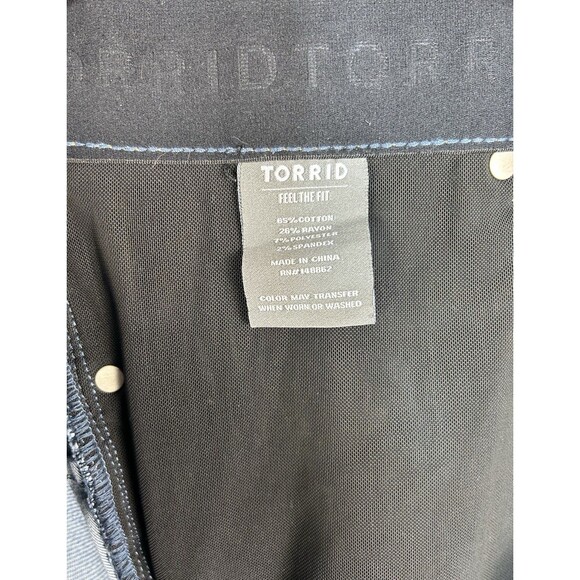 ORRIDTORR
TORRID
FEEL THE FIT
65% COTTON
26% RAYON
7% POLYESTER
2% SPANDEX
MADE IN CHINA
RN# 148862
COLOR MAY TRANSFER
WHEN WORN OR WASHED